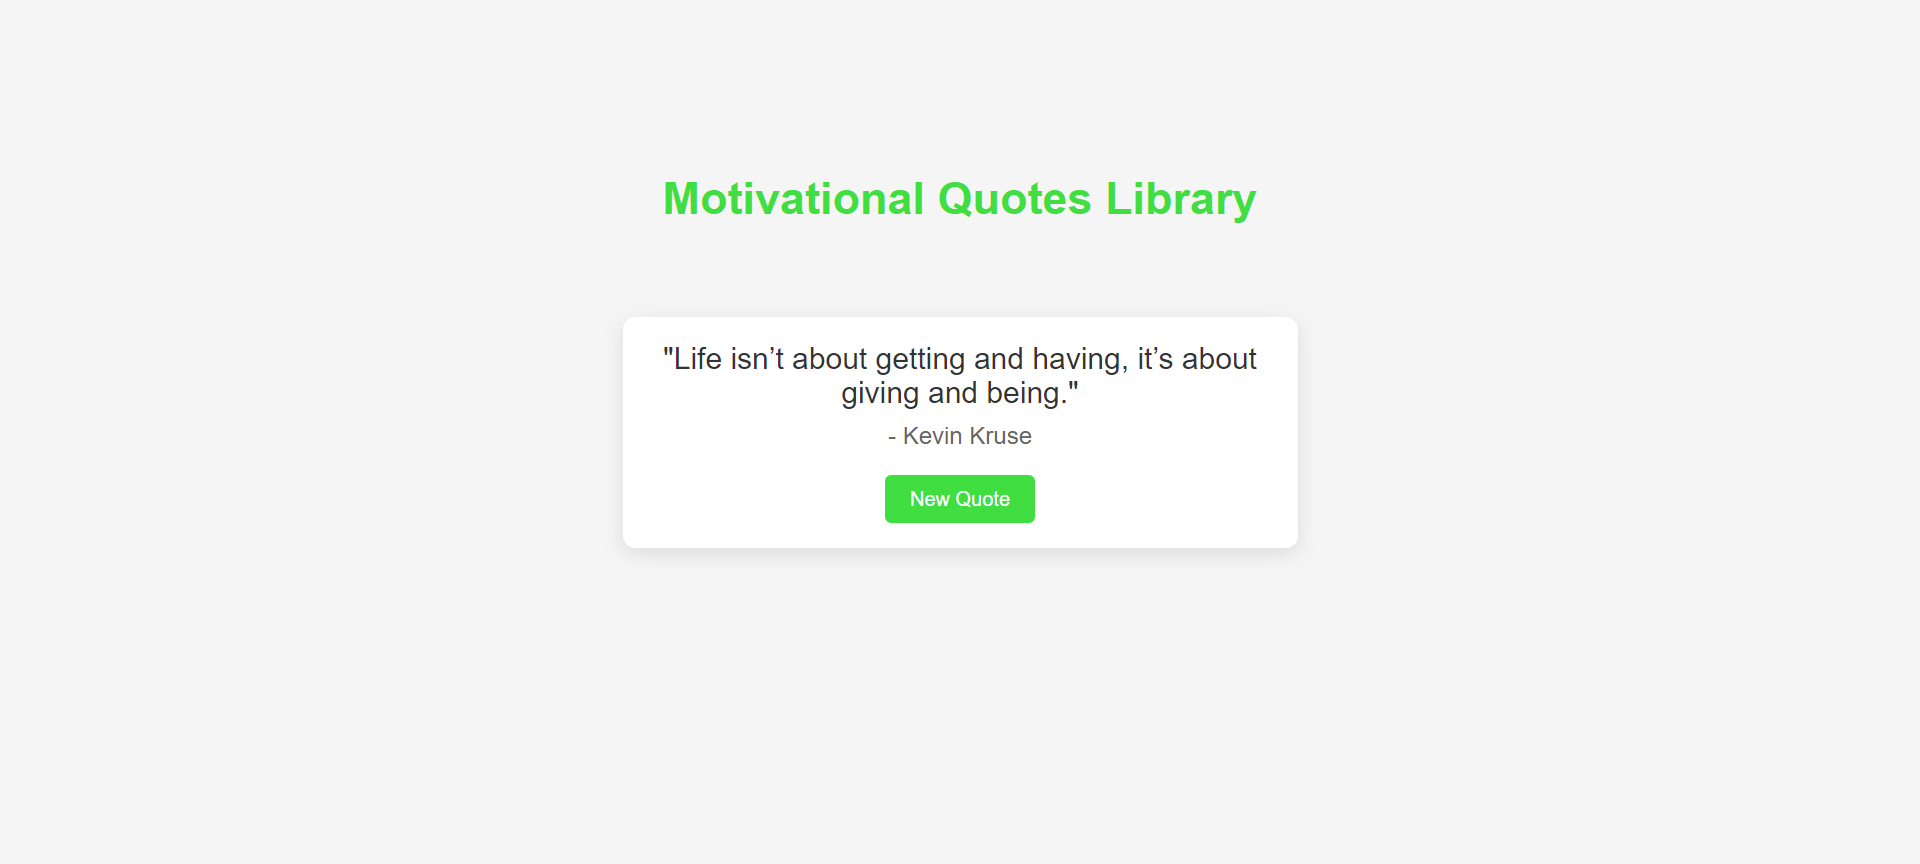 Motivational Quotes Library
"Life isn’t about getting and having, it’s about
giving and being."
- Kevin Kruse
New Quote